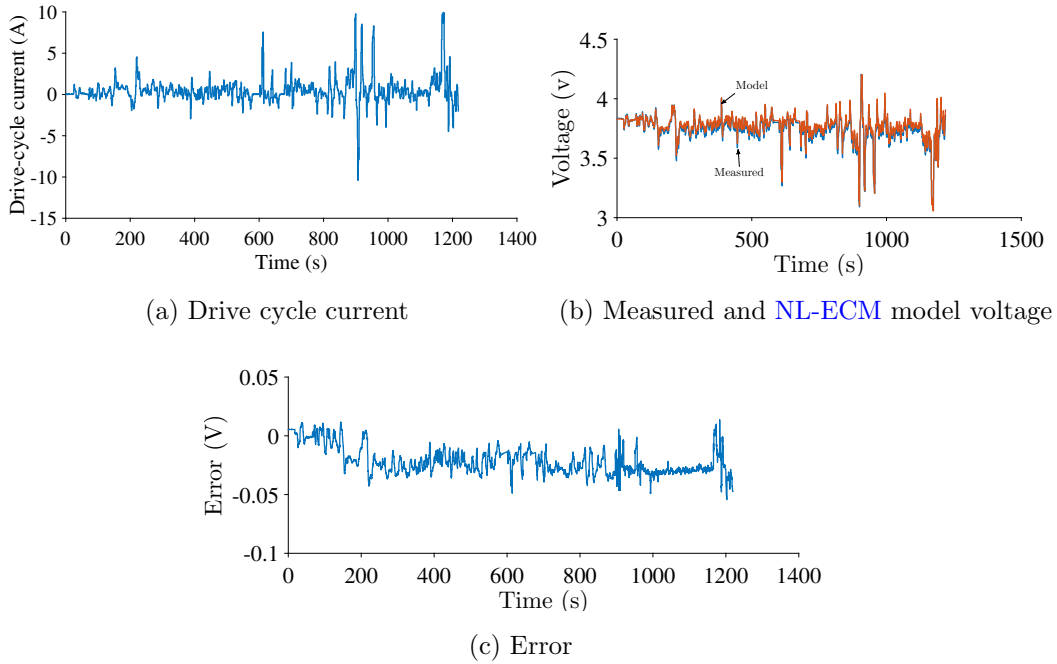 Drive-cycle current (A)
10
5
0
-5
-10
-15
0 200 400 600 800 1000 1200 1400
Time (s)
(a) Drive cycle current
Voltage (v)
4.5
4
3.5
3
Model
Measured
0 500 1000 1500
Time (s)
(b) Measured and NL-ECM model voltage
Error (V)
0.05
0
-0.05
-0.1
0 200 400 600 800 1000 1200 1400
Time (s)
(c) Error